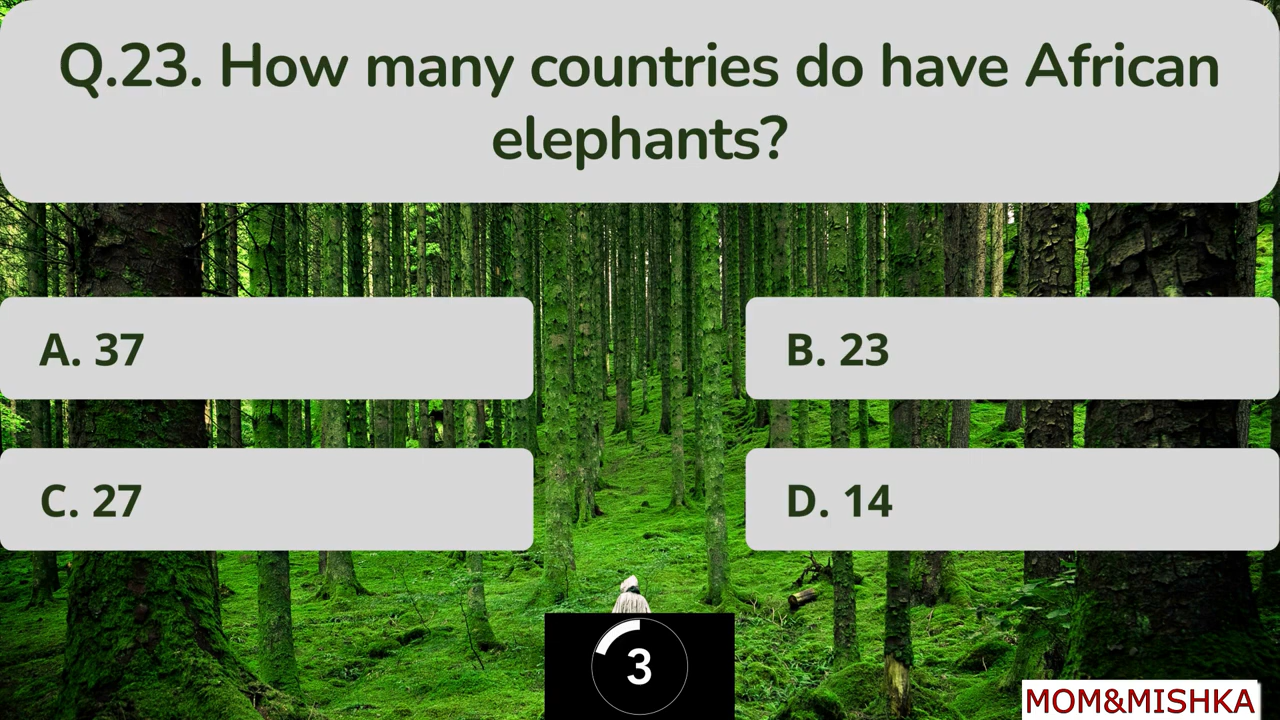 Q.23. How many countries do have African
elephants?
A. 37
B. 23
C. 27
D. 14
3
MOM&MISHKA